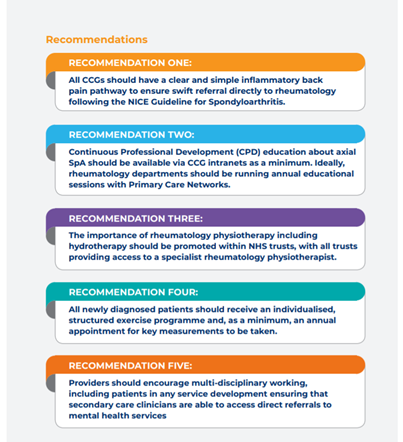 Recommendations
RECOMMENDATION ONE:
All CCGs should have a clear and simple inflammatory back
pain pathway to ensure swift referral directly to rheumatology
following the NICE Guideline for Spondyloarthritis.
RECOMMENDATION TWO:
Continuous Professional Development (CPD) education about axial
SpA should be available via CCG intranets as a minimum. Ideally,
rheumatology departments should be running annual educational
sessions with Primary Care Networks.
RECOMMENDATION THREE:
The importance of rheumatology physiotherapy including
hydrotherapy should be promoted within NHS trusts, with all trusts
providing access to a specialist rheumatology physiotherapist.
RECOMMENDATION FOUR:
All newly diagnosed patients should receive an individualised,
structured exercise programme and, as a minimum, an annual
appointment for key measurements to be taken.
RECOMMENDATION FIVE:
Providers should encourage multi-disciplinary working,
including patients in any service development ensuring that
secondary care clinicians are able to access direct referrals to
mental health services